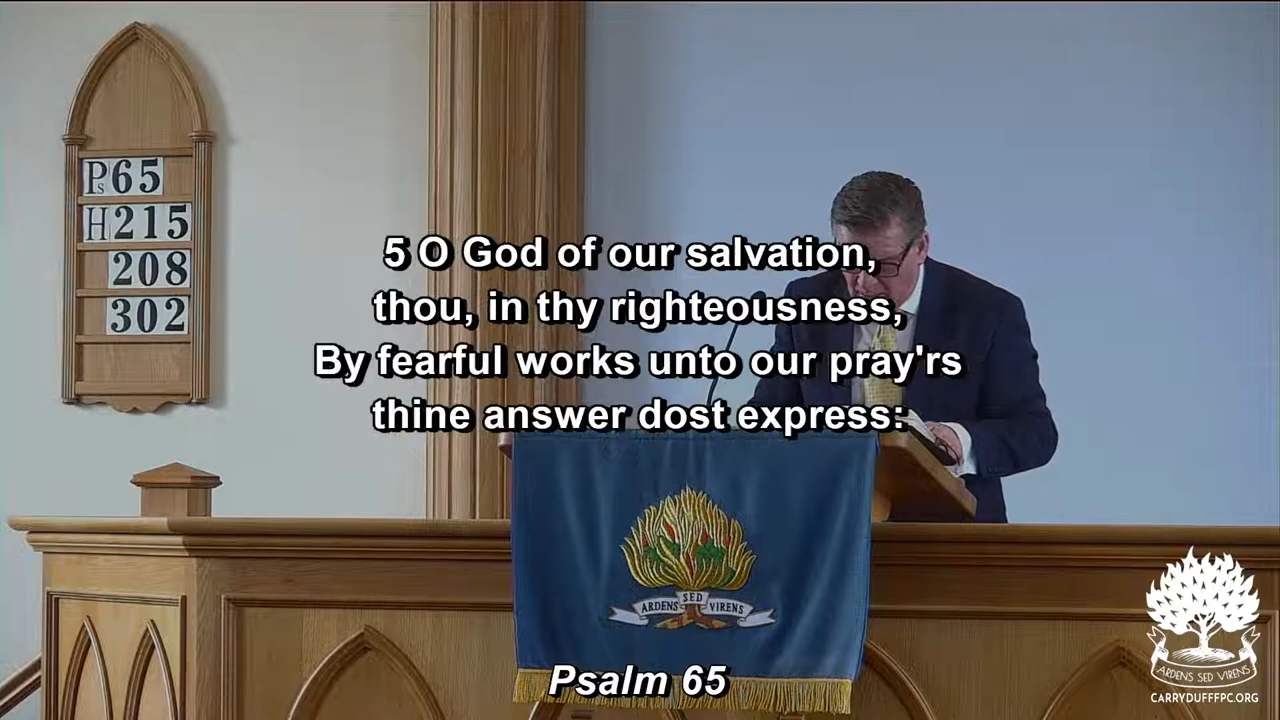 Ps65
H215
208
302
5 O God of our salvation,
thou, in thy righteousness,
By fearful works unto our pray'rs
thine answer dost express:
ARDENS SED VIRENS
Psalm 65
ARDENS SED VIRENS
CARRYDUFFFPC.ORG